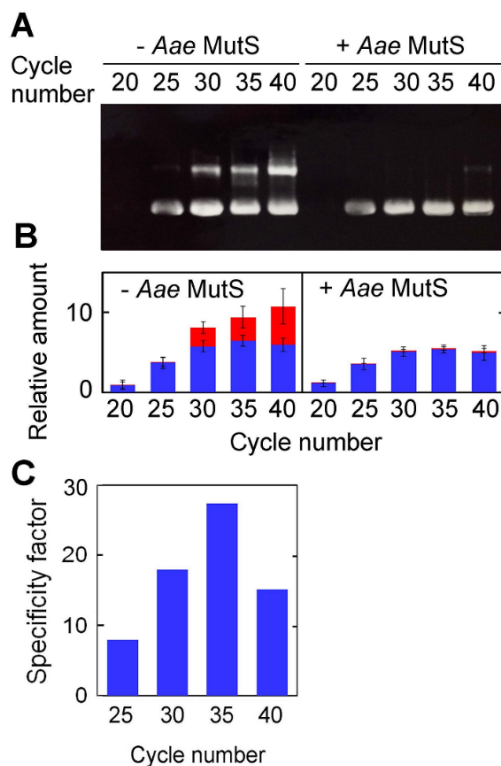 A
- Aae MutS + Aae MutS
Cycle
number 20 25 30 35 40 20 25 30 35 40
B
Relative amount
10
0
- Aae MutS + Aae MutS
20 25 30 35 40 20 25 30 35 40
Cycle number
C
Specificity factor
30
20
10
0
25 30 35 40
Cycle number